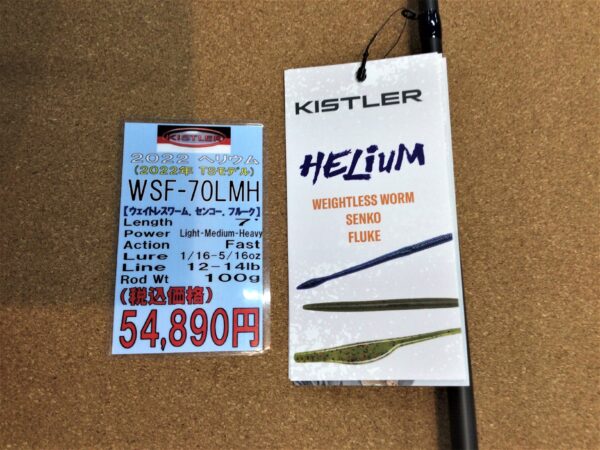 KISTLER
2022 ヘリウム
(2022年 TSモデル)
WSF-70LMH
[ウェイトレスワーム、センコー、フルーク]
Length 7'
Power Light-Medium-Heavy
Action Fast
Lure 1/16-5/16oz
Line 12-14lb
Rod Wt 100g
(税込価格)
54,890円
KISTLER
HELIUM
WEIGHTLESS WORM
SENKO
FLUKE